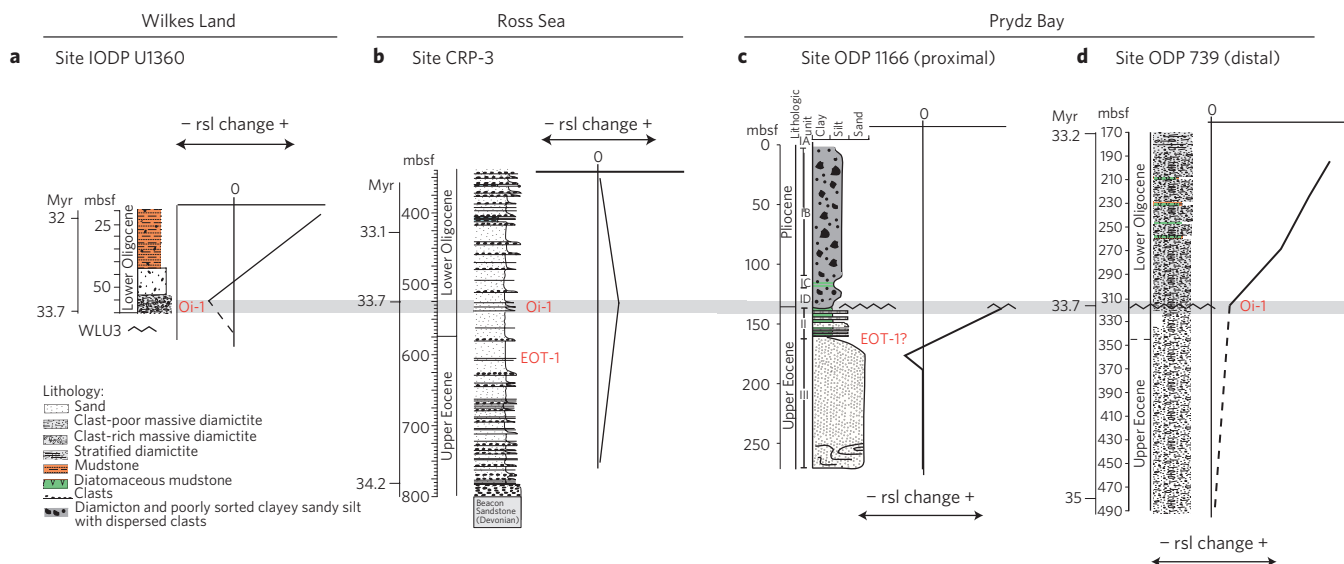 Wilkes Land
Ross Sea
Prydz Bay
a Site IODP U1360
b Site CRP-3
c Site ODP 1166 (proximal)
d Site ODP 739 (distal)
− rsl change +
0
Myr
mbsf
32
33.7
25
50
Lower Oligocene
Oi-1
WLU3
Lithology:
Sand
Clast-poor massive diamictite
Clast-rich massive diamictite
Stratified diamictite
Mudstone
Diatomaceous mudstone
Clasts
Diamicton and poorly sorted clayey sandy silt
with dispersed clasts
− rsl change +
0
Myr
mbsf
33.1
33.7
34.2
400
500
600
700
800
Lower Oligocene
Upper Eocene
Oi-1
EOT-1
Beacon
Sandstone
(Devonian)
mbsf
Lithologic
unit
Clay
Silt
Sand
0
0
50
100
150
200
250
Pliocene
Upper Eocene
IA
IB
IC
ID
II
III
EOT-1?
− rsl change +
Myr
mbsf
0
33.2
33.7
35
170
190
210
230
250
270
290
310
330
350
370
390
410
430
450
470
490
Lower Oligocene
Upper Eocene
Oi-1
− rsl change +